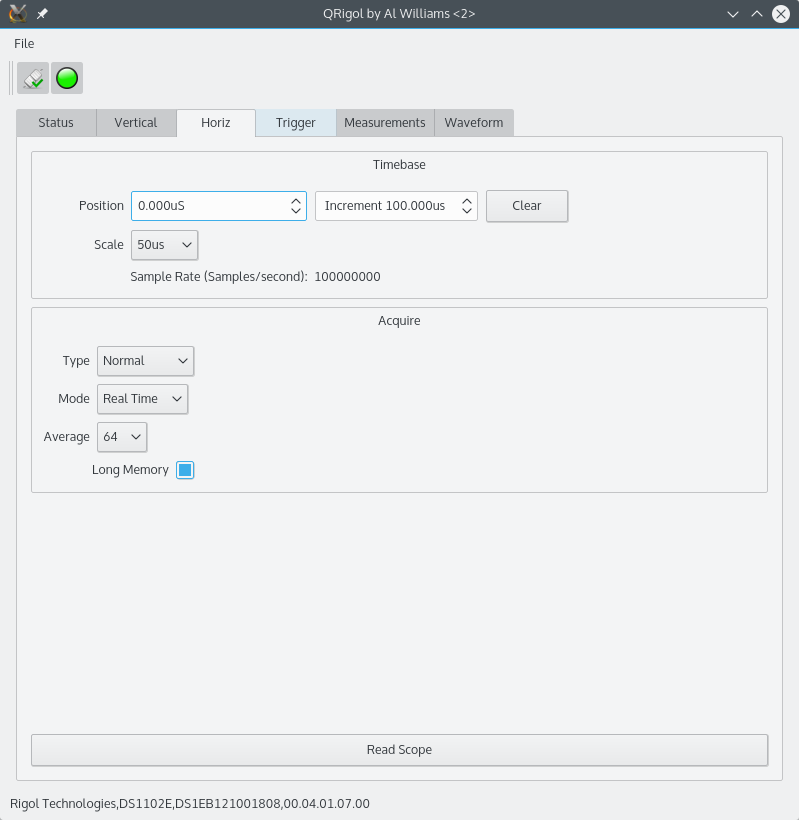 QRigol by Al Williams <2>
File
Status Vertical Horiz Trigger Measurements Waveform
Timebase
Position 0.000uS Increment 100.000us Clear
Scale 50us
Sample Rate (Samples/second): 100000000
Acquire
Type Normal
Mode Real Time
Average 64
Long Memory
Read Scope
Rigol Technologies,DS1102E,DS1EB121001808,00.04.01.07.00